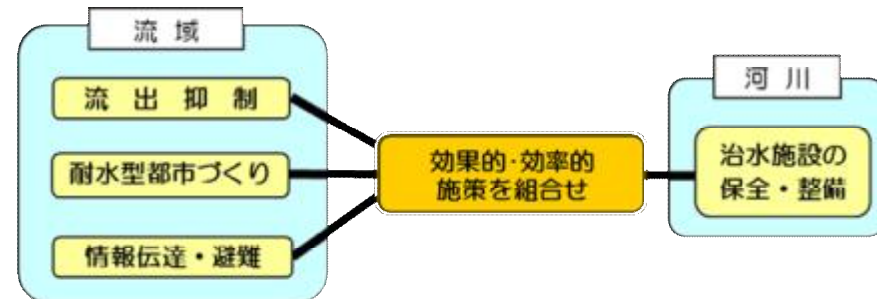 流域
流出抑制
耐水型都市づくり
情報伝達・避難
効果的・効率的
施策を組合せ
河川
治水施設の
保全・整備